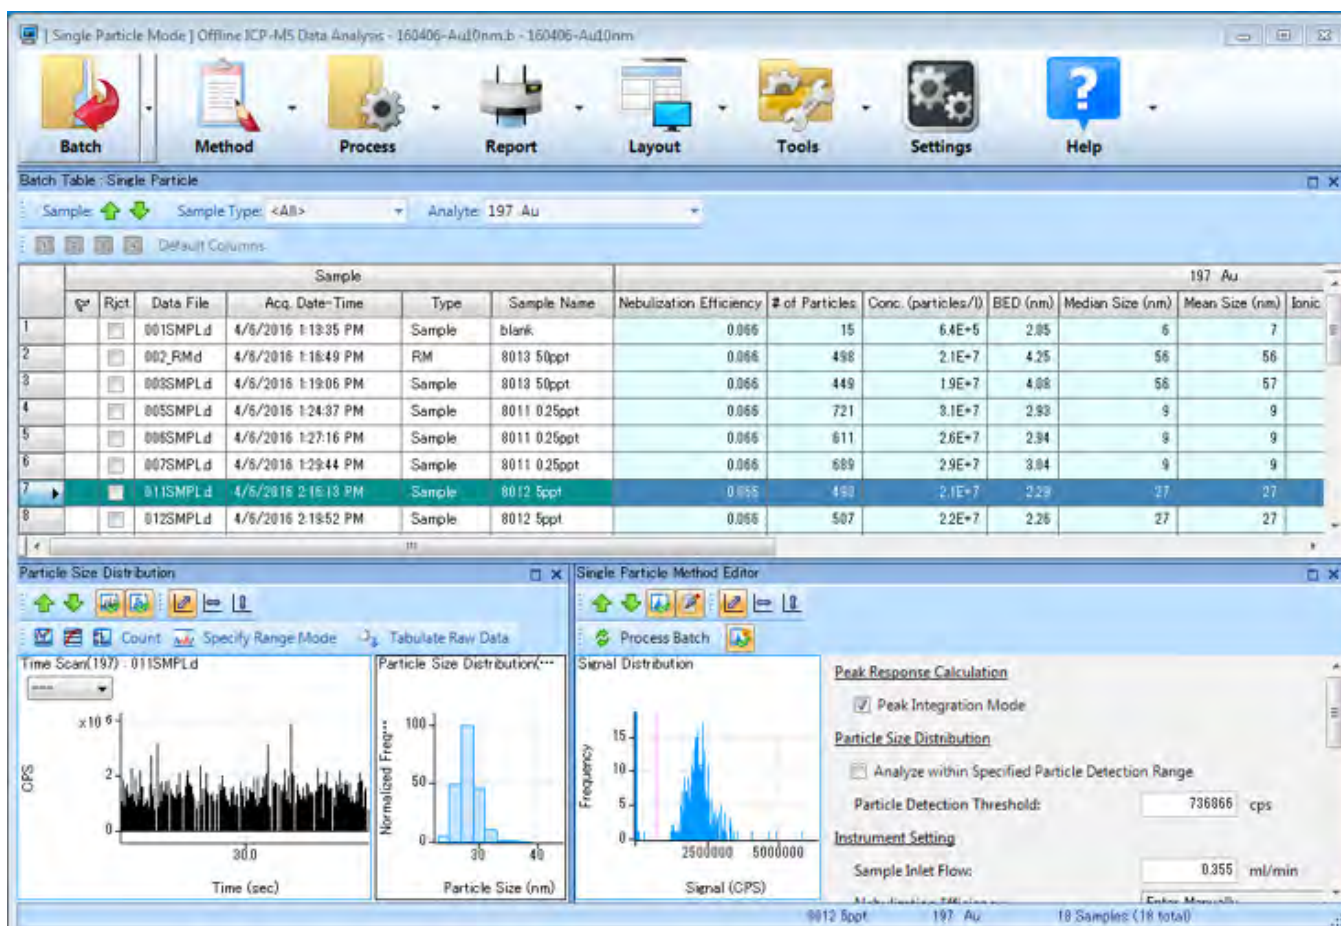 [ Single Particle Mode ] Offline ICP-MS Data Analysis - 160406-Au10nm.b - 160406-Au10nm
Batch Method Process Report Layout Tools Settings Help
Batch Table : Single Particle
Sample: Sample Type: <All> Analyte: 197 Au
Default Columns
Sample 197 Au
Rjct Data File Acq. Date-Time Type Sample Name Nebulization Efficiency # of Particles Conc. (particles/l) BED (nm) Median Size (nm) Mean Size (nm) Ionic
1 001SMPL.d 4/6/2016 1:13:35 PM Sample blank 0.066 15 6.4E+5 2.05 6 7
2 002_RM.d 4/6/2016 1:16:49 PM RM 8013 50ppt 0.066 498 2.1E+7 4.25 56 56
3 003SMPL.d 4/6/2016 1:19:06 PM Sample 8013 50ppt 0.066 449 1.9E+7 4.08 56 57
4 005SMPL.d 4/6/2016 1:24:37 PM Sample 8011 0.25ppt 0.066 721 3.1E+7 2.93 9 9
5 006SMPL.d 4/6/2016 1:27:16 PM Sample 8011 0.25ppt 0.066 611 2.6E+7 2.94 9 9
6 007SMPL.d 4/6/2016 1:29:44 PM Sample 8011 0.25ppt 0.066 689 2.9E+7 3.04 9 9
7 011SMPL.d 4/6/2016 2:16:13 PM Sample 8012 5ppt 0.066 498 2.1E+7 2.29 27 27
8 012SMPL.d 4/6/2016 2:19:52 PM Sample 8012 5ppt 0.066 507 2.2E+7 2.26 27 27
Particle Size Distribution Single Particle Method Editor
Count Specify Range Mode Tabulate Raw Data Process Batch
Time Scan(197) : 011SMPL.d
x10 6
2
0
CPS
30.0
Time (sec)
Particle Size Distribution(···
100
50
0
Normalized Freq···
30 40
Particle Size (nm)
Signal Distribution
15
10
5
0
Frequency
2500000 5000000
Signal (CPS)
Peak Response Calculation
Peak Integration Mode
Particle Size Distribution
Analyze within Specified Particle Detection Range
Particle Detection Threshold: 736866 cps
Instrument Setting
Sample Inlet Flow: 0.355 ml/min
Nebulization Efficiency: Enter Manually
8012 5ppt 197 Au 18 Samples (18 total)